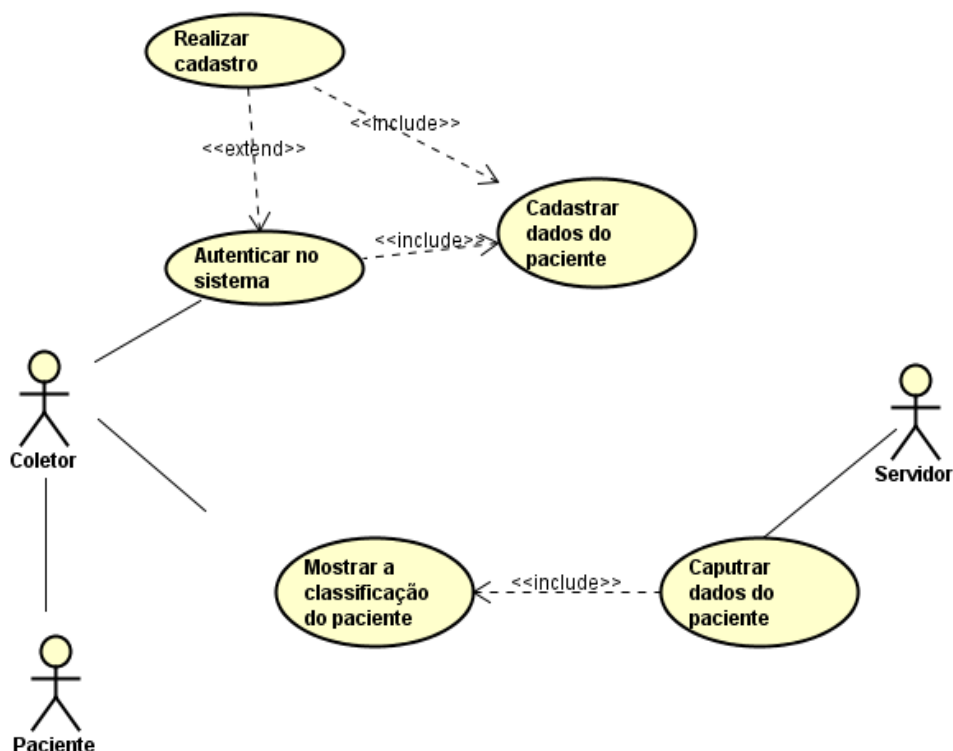 Realizar
cadastro
<<include>>
<<extend>>
Cadastrar
dados do
paciente
<<include>>
Autenticar no
sistema
Coletor
Servidor
Mostrar a
classificação
do paciente
<<include>>
Caputrar
dados do
paciente
Paciente